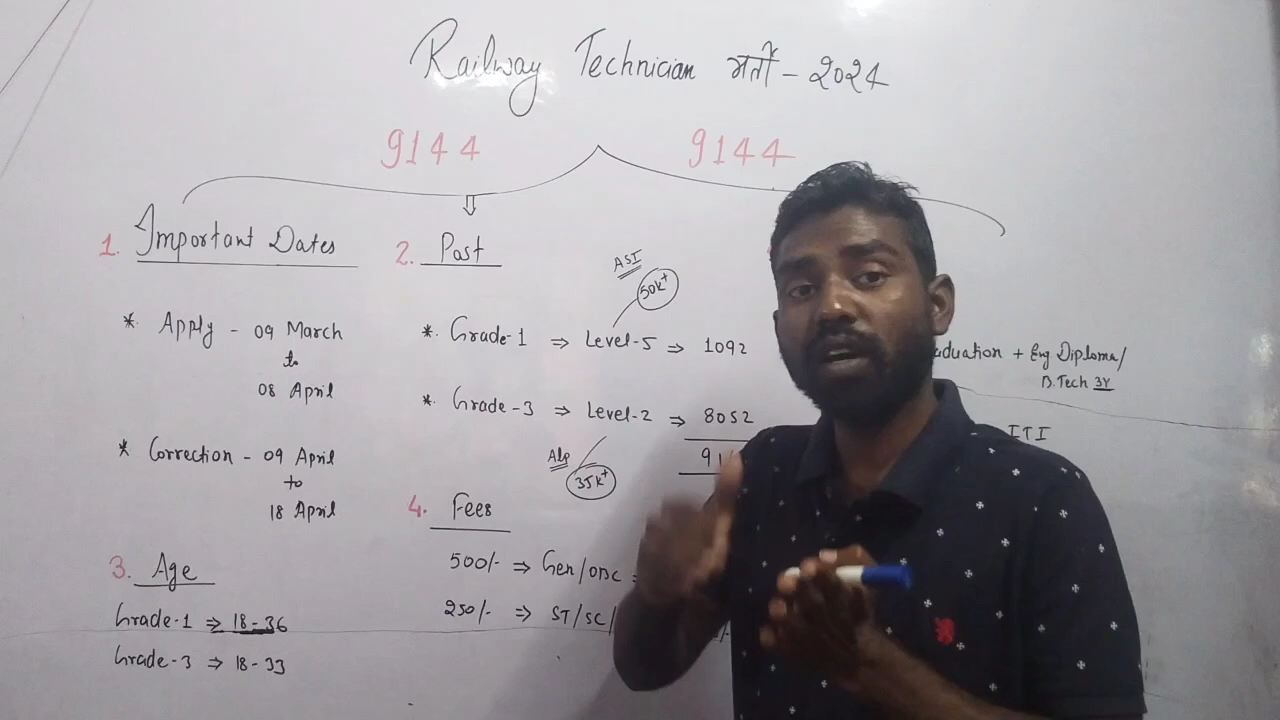 Railway Technician भर्ती - २०२४
9144 9144
1. Important Dates
* Apply - 09 March
to
08 April
* Correction - 09 April
to
18 April
2. Post
ASI
50k+
* Grade-1 ⇒ Level-5 ⇒ 1092
* Grade-3 ⇒ Level-2 ⇒ 8052
Alp
35k+
3. Age
Grade-1 ⇒ 18-36
Grade-3 ⇒ 18-33
4. Fees
500/- ⇒ Gen/OBC
250/- ⇒ ST/SC/
+ Eng Diploma/
B.Tech 3Y
ITI